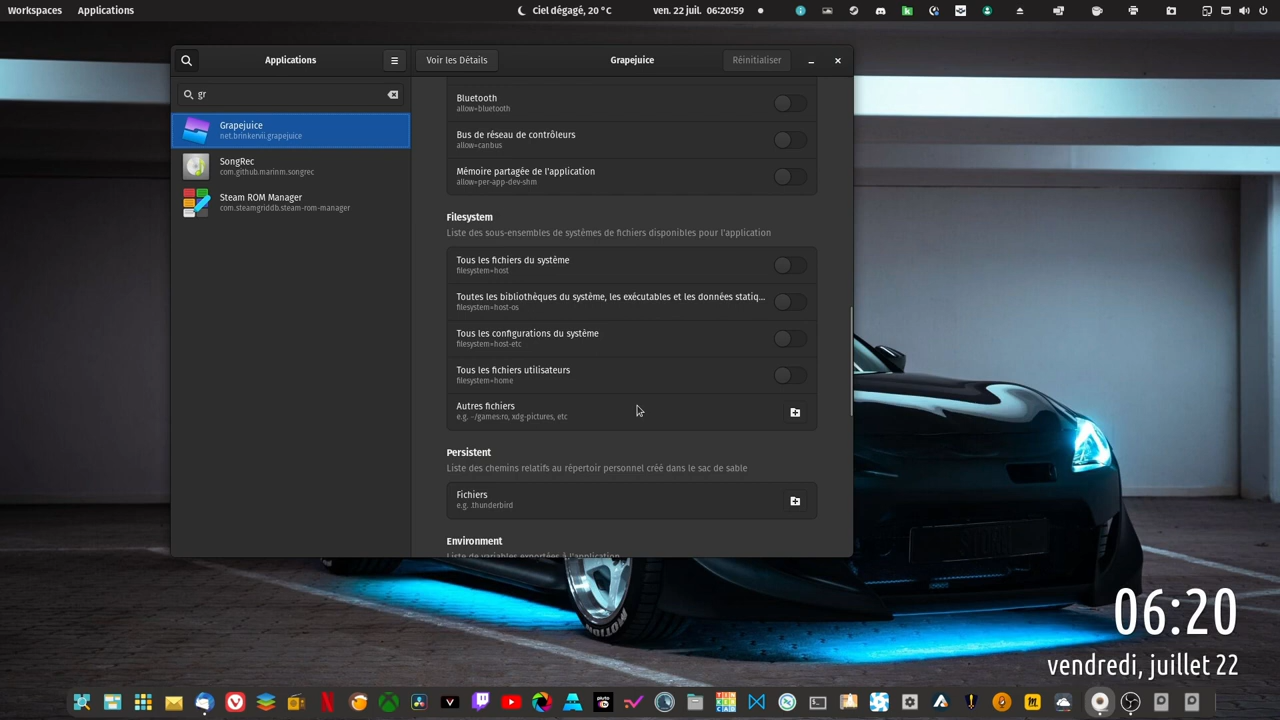 Workspaces Applications Ciel dégagé, 20 °C ven. 22 juil. 06:20:59
Applications
Voir les Détails Grapejuice Réinitialiser
gr
Grapejuice
net.brinkervii.grapejuice
SongRec
com.github.marinm.songrec
Steam ROM Manager
com.steamgriddb.steam-rom-manager
Bluetooth
allow=bluetooth
Bus de réseau de contrôleurs
allow=canbus
Mémoire partagée de l'application
allow=per-app-dev-shm
Filesystem
Liste des sous-ensembles de systèmes de fichiers disponibles pour l'application
Tous les fichiers du système
filesystem=host
Toutes les bibliothèques du système, les exécutables et les données statiq...
filesystem=host-os
Tous les configurations du système
filesystem=host-etc
Tous les fichiers utilisateurs
filesystem=home
Autres fichiers
e.g. ~/games:ro, xdg-pictures, etc
Persistent
Liste des chemins relatifs au répertoir personnel créé dans le sac de sable
Fichiers
e.g. .thunderbird
Environment
Liste de variables exportées à l'application
06:20
vendredi, juillet 22